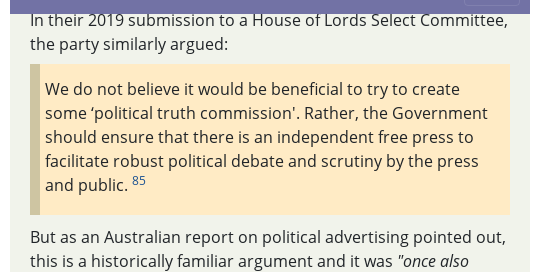 In their 2019 submission to a House of Lords Select Committee,
the party similarly argued:
We do not believe it would be beneficial to try to create
some ‘political truth commission'. Rather, the Government
should ensure that there is an independent free press to
facilitate robust political debate and scrutiny by the press
and public. 85
But as an Australian report on political advertising pointed out,
this is a historically familiar argument and it was "once also